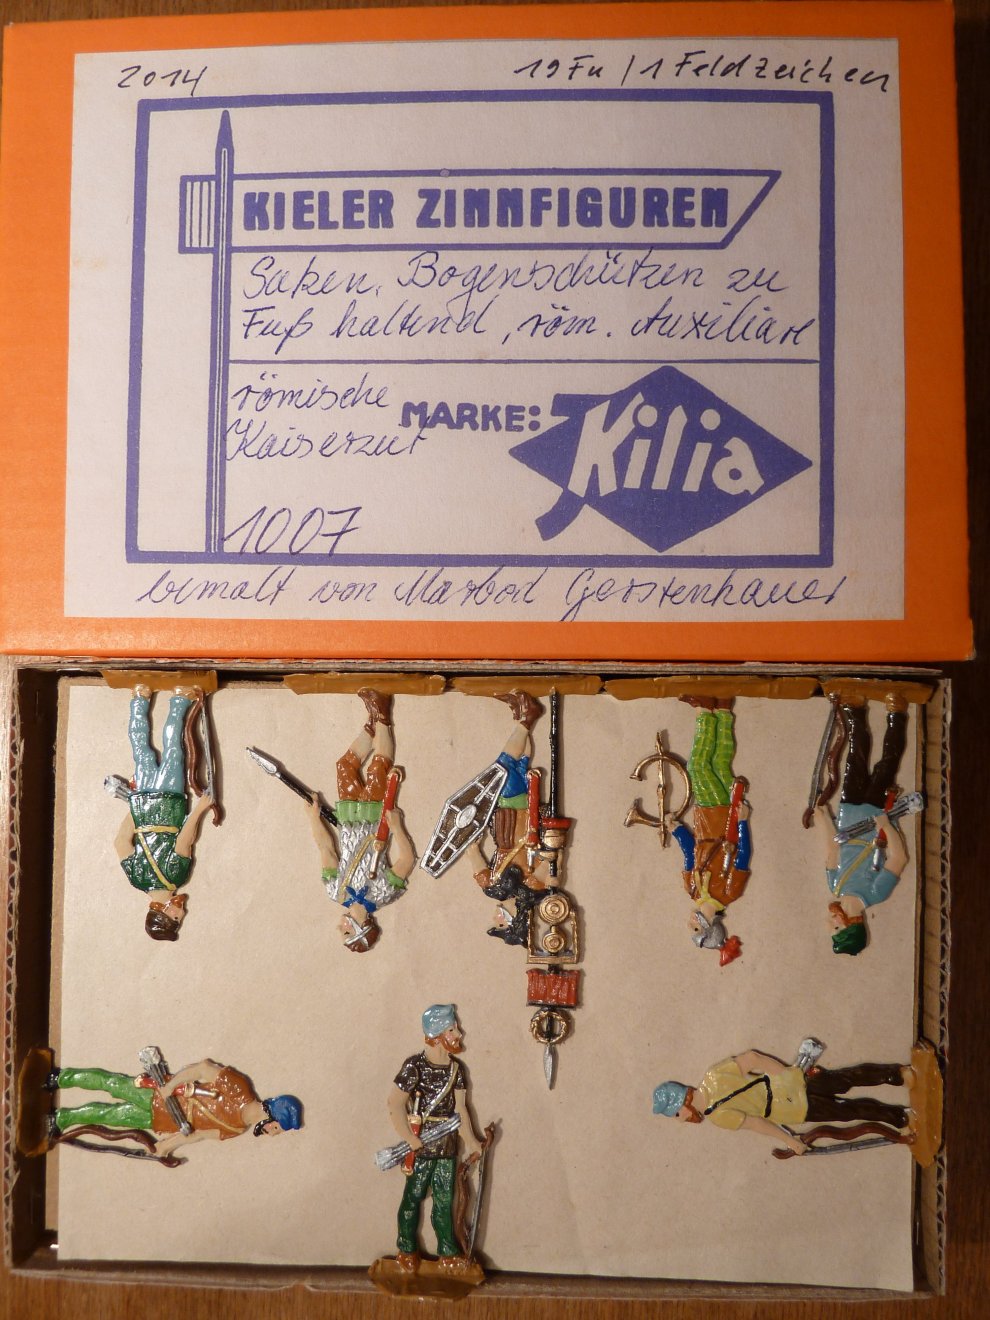 2014 19 Fu / 1 Feldzeichen
KIELER ZINNFIGUREN
Saken, Bogenschützen zu
Fuß haltend, röm. Auxiliare
römische
Kaiserzeit
MARKE: Kilia
1007
bemalt von Marbod Gerstenhauer